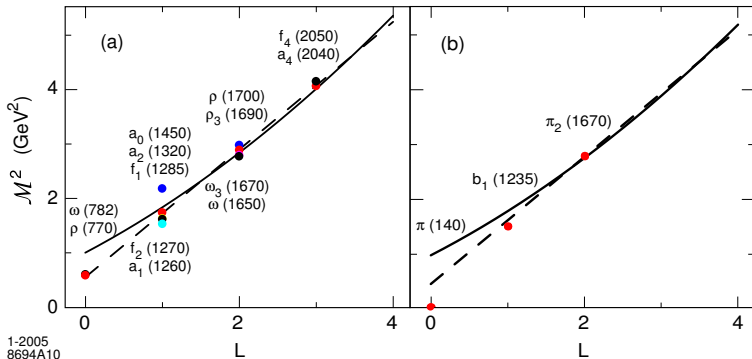 (a)
(b)
f4 (2050)
a4 (2040)
ρ (1700)
ρ3 (1690)
a0 (1450)
a2 (1320)
f1 (1285)
ω (782)
ρ (770)
ω3 (1670)
ω (1650)
f2 (1270)
a1 (1260)
π2 (1670)
b1 (1235)
π (140)
ℳ² (GeV²)
4
2
0
0
2
4
0
2
4
L
L
1-2005
8694A10